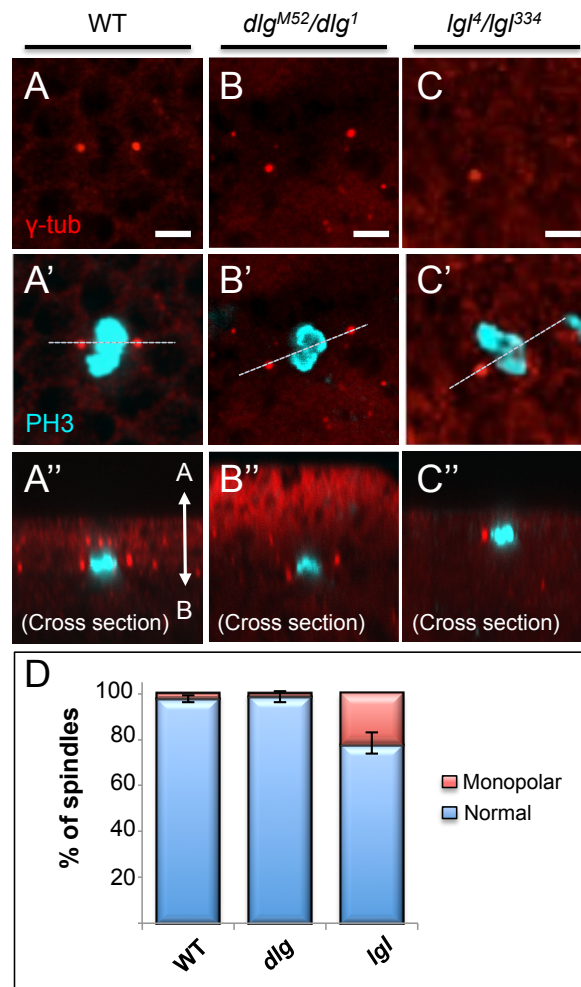 WT dlgM52/dlg1 lgl4/lgl334
A B C
γ-tub
A' B' C'
PH3
A'' B'' C''
A
B
(Cross section) (Cross section) (Cross section)
D
100
80
60
40
20
% of spindles
Monopolar
Normal
WT dlg lgl